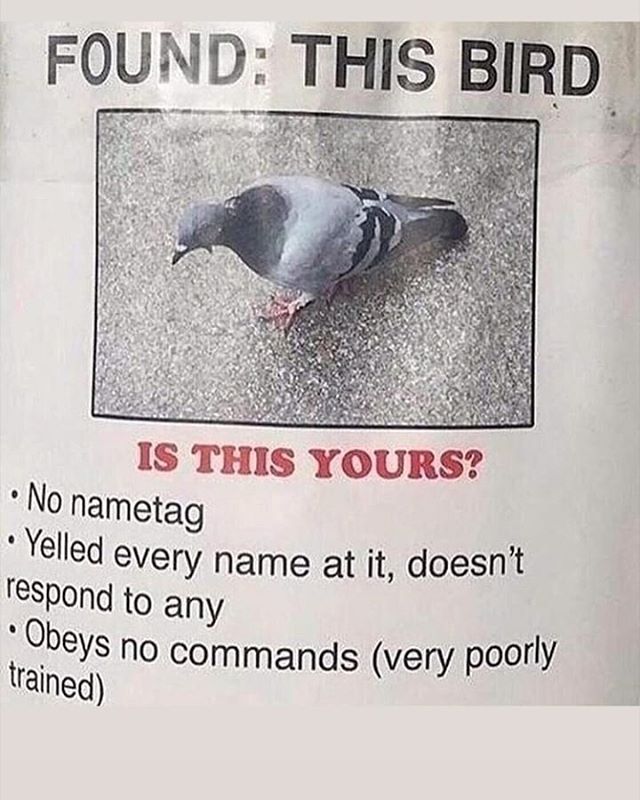 FOUND: THIS BIRD
IS THIS YOURS?
• No nametag
• Yelled every name at it, doesn't
respond to any
• Obeys no commands (very poorly
trained)